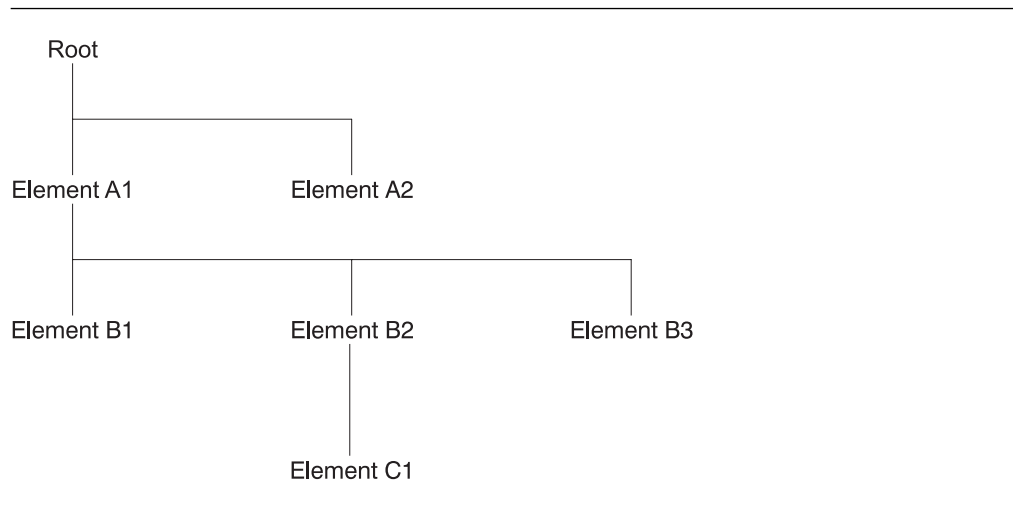 Root
Element A1 Element A2
Element B1 Element B2 Element B3
Element C1